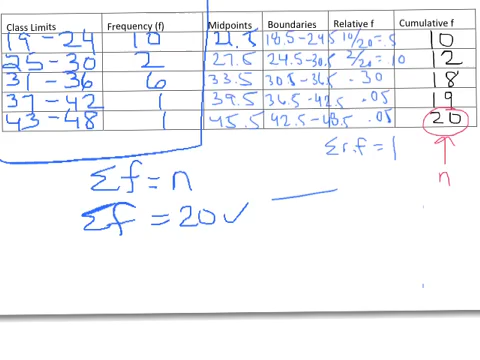 Class Limits Frequency (f) Midpoints Boundaries Relative f Cumulative f
19 - 24 10 21.5 18.5-24.5 10/20=.5 10
25 - 30 2 27.5 24.5-30.5 2/20=.10 12
31 - 36 6 33.5 30.5-36.5 .30 18
37 - 42 1 39.5 36.5-42.5 .05 19
43 - 48 1 45.5 42.5-48.5 .05 20
Σr.f = 1
Σf = n n
Σf = 20 ✓